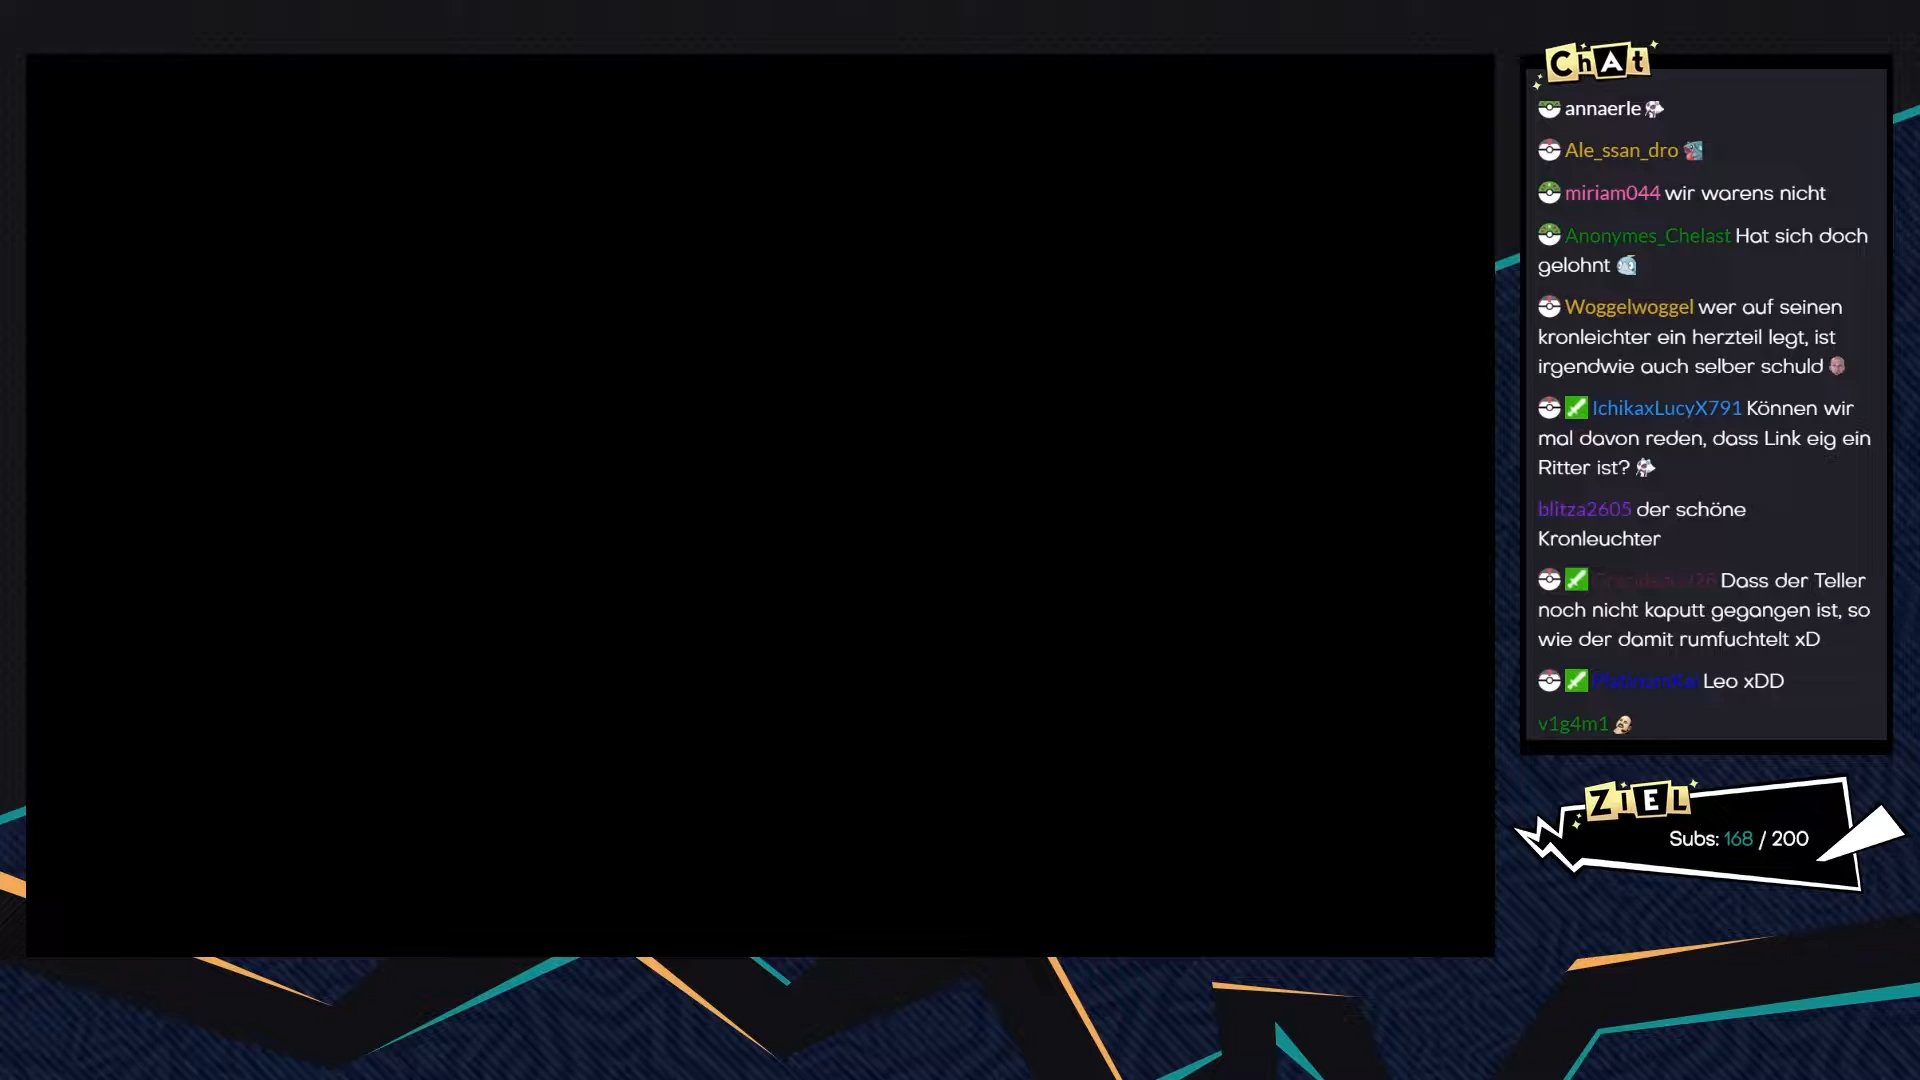 ChAt
annaerle
Ale_ssan_dro
miriam044 wir warens nicht
Anonymes_Chelast Hat sich doch
gelohnt
Woggelwoggel wer auf seinen
kronleichter ein herzteil legt, ist
irgendwie auch selber schuld
IchikaxLucyX791 Können wir
mal davon reden, dass Link eig ein
Ritter ist?
blitza2605 der schöne
Kronleuchter
Dass der Teller
noch nicht kaputt gegangen ist, so
wie der damit rumfuchtelt xD
PlatinumKai Leo xDD
v1g4m1
ZiEL
Subs: 168 / 200